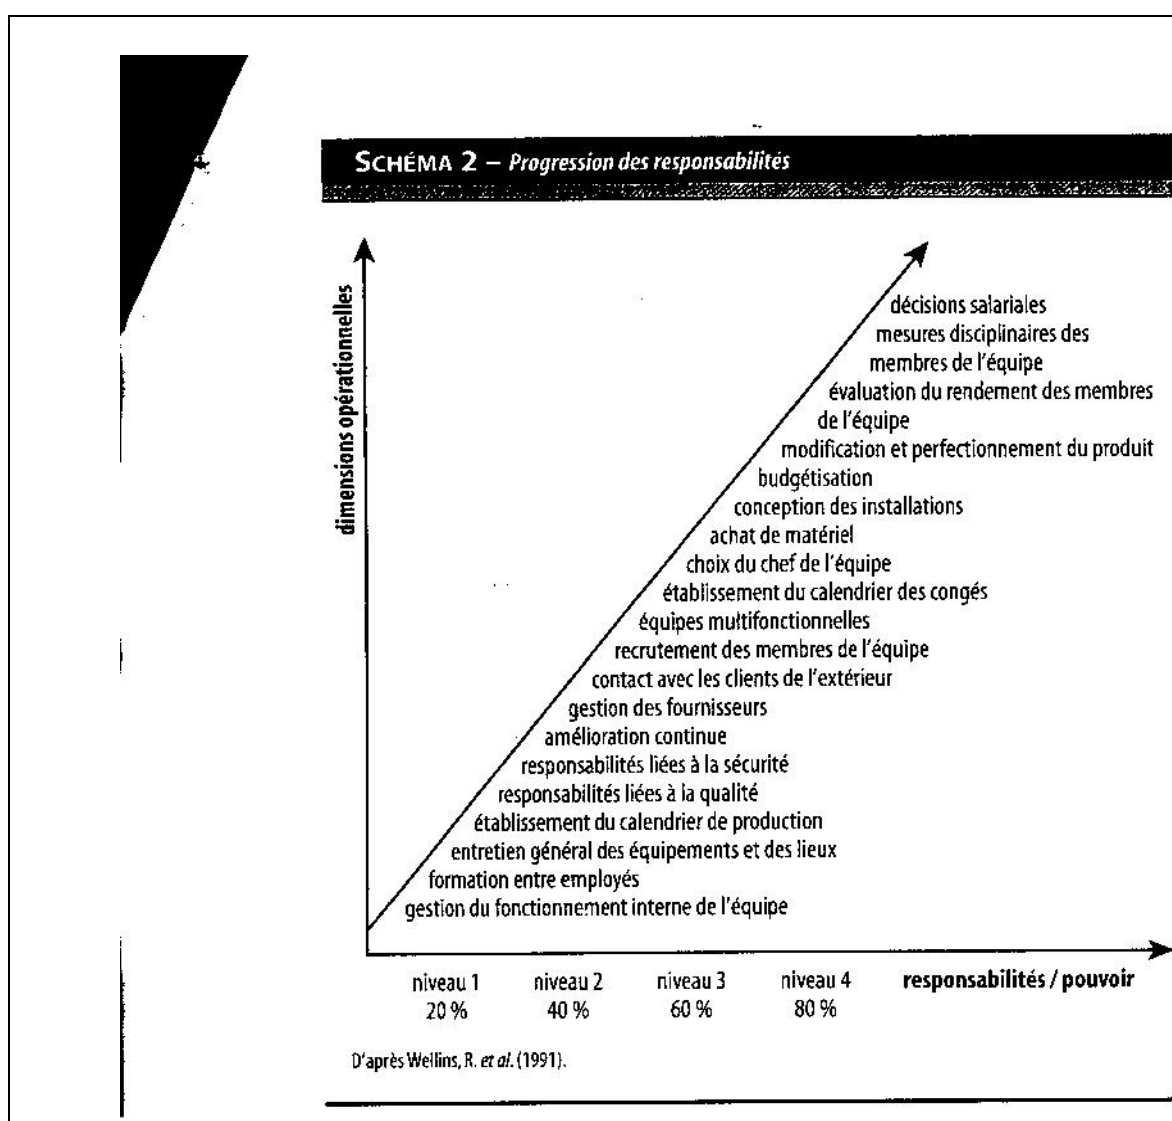 SCHÉMA 2 – Progression des responsabilités
dimensions opérationnelles
décisions salariales
mesures disciplinaires des
membres de l'équipe
évaluation du rendement des membres
de l'équipe
modification et perfectionnement du produit
budgétisation
conception des installations
achat de matériel
choix du chef de l'équipe
établissement du calendrier des congés
équipes multifonctionnelles
recrutement des membres de l'équipe
contact avec les clients de l'extérieur
gestion des fournisseurs
amélioration continue
responsabilités liées à la sécurité
responsabilités liées à la qualité
établissement du calendrier de production
entretien général des équipements et des lieux
formation entre employés
gestion du fonctionnement interne de l'équipe
niveau 1 niveau 2 niveau 3 niveau 4 responsabilités / pouvoir
20 % 40 % 60 % 80 %
D'après Wellins, R. et al. (1991).